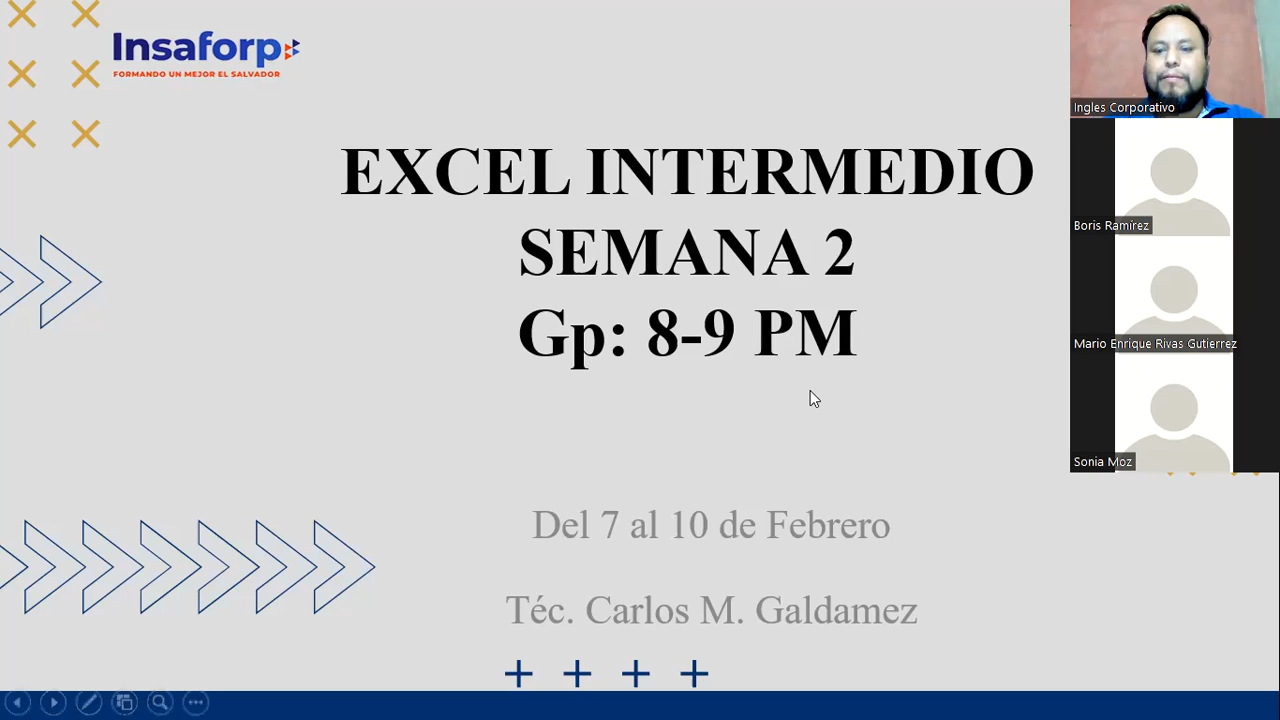 Insaforp
FORMANDO UN MEJOR EL SALVADOR
EXCEL INTERMEDIO
SEMANA 2
Gp: 8-9 PM
Del 7 al 10 de Febrero
Téc. Carlos M. Galdamez
Ingles Corporativo
Boris Ramírez
Mario Enrique Rivas Gutierrez
Sonia Moz